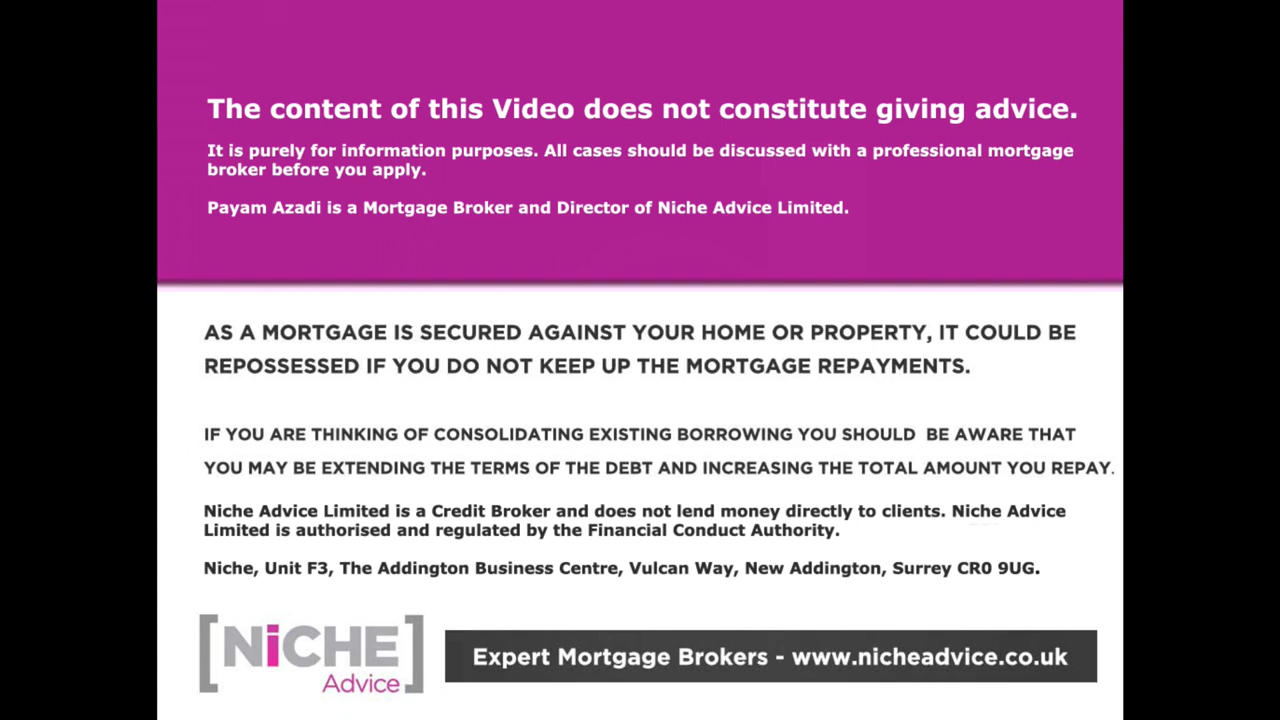 The content of this Video does not constitute giving advice.
It is purely for information purposes. All cases should be discussed with a professional mortgage
broker before you apply.
Payam Azadi is a Mortgage Broker and Director of Niche Advice Limited.
AS A MORTGAGE IS SECURED AGAINST YOUR HOME OR PROPERTY, IT COULD BE
REPOSSESSED IF YOU DO NOT KEEP UP THE MORTGAGE REPAYMENTS.
IF YOU ARE THINKING OF CONSOLIDATING EXISTING BORROWING YOU SHOULD BE AWARE THAT
YOU MAY BE EXTENDING THE TERMS OF THE DEBT AND INCREASING THE TOTAL AMOUNT YOU REPAY.
Niche Advice Limited is a Credit Broker and does not lend money directly to clients. Niche Advice
Limited is authorised and regulated by the Financial Conduct Authority.
Niche, Unit F3, The Addington Business Centre, Vulcan Way, New Addington, Surrey CR0 9UG.
[NiCHE]
Advice
Expert Mortgage Brokers - www.nicheadvice.co.uk